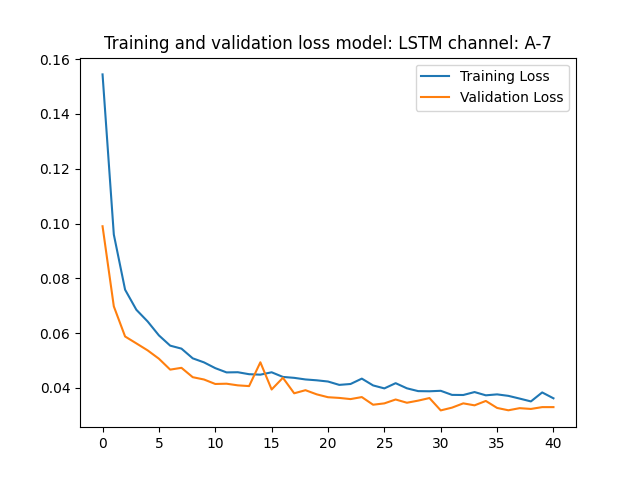 Training and validation loss model: LSTM channel: A-7
Training Loss
Validation Loss
0.16
0.14
0.12
0.10
0.08
0.06
0.04
0 5 10 15 20 25 30 35 40